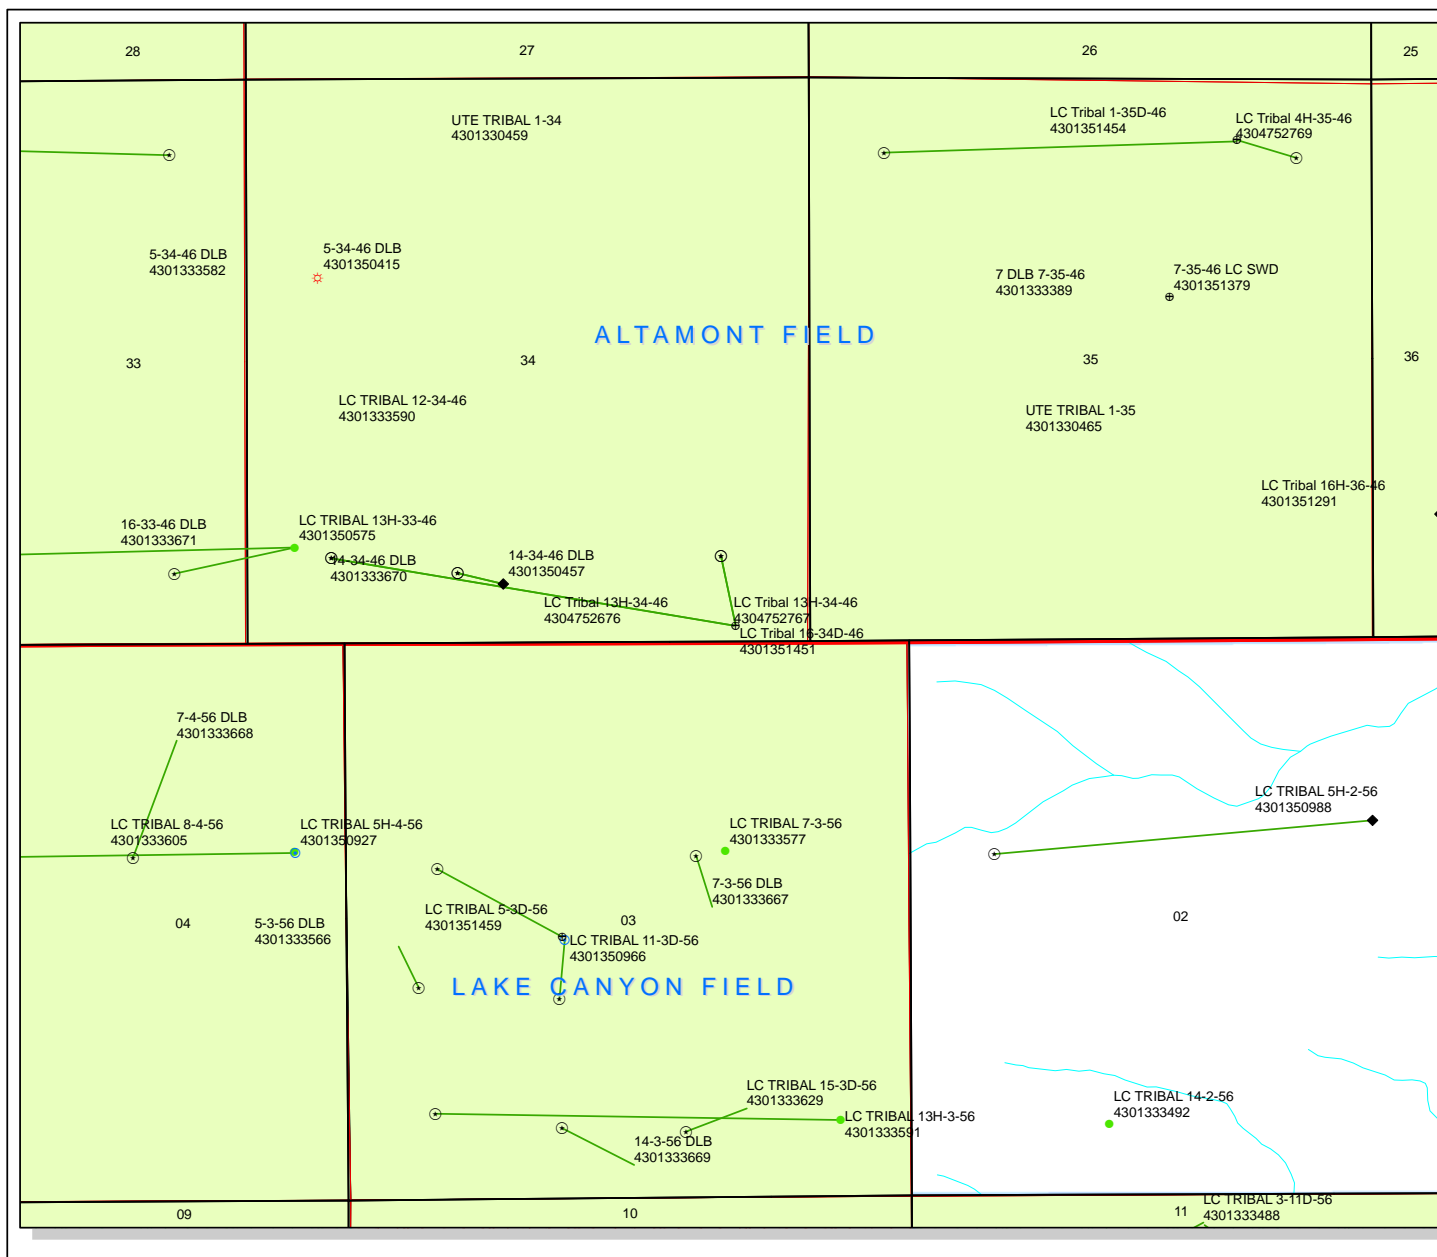 28
27
26
25
UTE TRIBAL 1-34
4301330459
LC Tribal 1-35D-46
4301351454
LC Tribal 4H-35-46
4304752769
5-34-46 DLB
4301333582
5-34-46 DLB
4301350415
7 DLB 7-35-46
4301333389
7-35-46 LC SWD
4301351379
ALTAMONT FIELD
33
34
35
36
LC TRIBAL 12-34-46
4301333590
UTE TRIBAL 1-35
4301330465
LC Tribal 16H-36-46
4301351291
16-33-46 DLB
4301333671
LC TRIBAL 13H-33-46
4301350575
14-34-46 DLB
4301333670
14-34-46 DLB
4301350457
LC Tribal 13H-34-46
4304752676
LC Tribal 13H-34-46
4304752767
LC Tribal 16-34D-46
4301351451
7-4-56 DLB
4301333668
LC TRIBAL 5H-2-56
4301350988
LC TRIBAL 8-4-56
4301333605
LC TRIBAL 5H-4-56
4301350927
LC TRIBAL 7-3-56
4301333577
7-3-56 DLB
4301333667
LC TRIBAL 5-3D-56
4301351459
04
5-3-56 DLB
4301333566
03
02
LC TRIBAL 11-3D-56
4301350966
LAKE CANYON FIELD
LC TRIBAL 15-3D-56
4301333629
LC TRIBAL 14-2-56
4301333492
LC TRIBAL 13H-3-56
4301333591
14-3-56 DLB
4301333669
09
10
11
LC TRIBAL 3-11D-56
4301333488